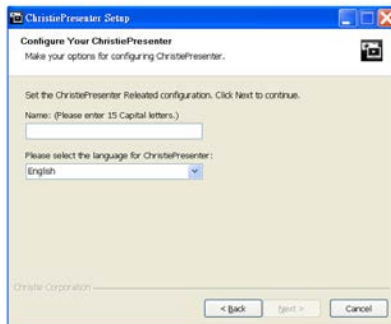 ChristiePresenter Setup
Configure Your ChristiePresenter
Make your options for configuring ChristiePresenter.
Set the ChristiePresenter Releated configuration. Click Next to continue.
Name: (Please enter 15 Capital letters.)
Please select the language for ChristiePresenter:
English
Christie Corporation
< Back
Next >
Cancel